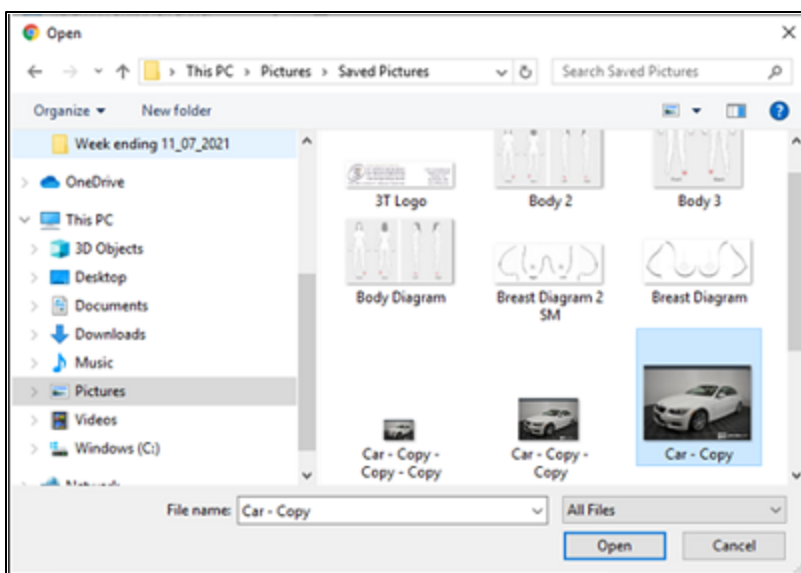 Open
This PC > Pictures > Saved Pictures
Search Saved Pictures
Organize
New folder
Week ending 11_07_2021
OneDrive
This PC
3D Objects
Desktop
Documents
Downloads
Music
Pictures
Videos
Windows (C:)
Network
3T Logo
Body 2
Body 3
Body Diagram
Breast Diagram 2
SM
Breast Diagram
Car - Copy -
Copy - Copy
Car - Copy -
Copy
Car - Copy
File name:
Car - Copy
All Files
Open
Cancel